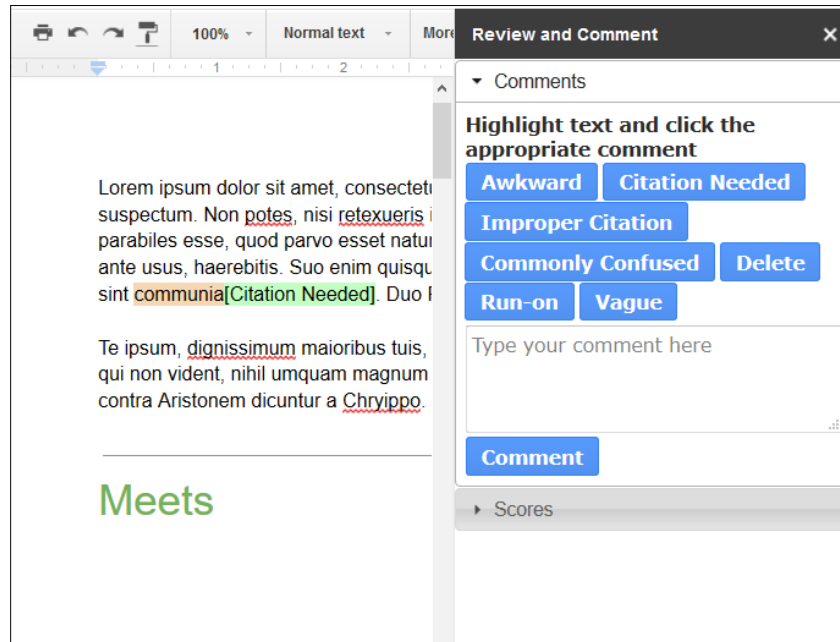 100% Normal text More
1 2
Lorem ipsum dolor sit amet, consectetu
suspectum. Non potes, nisi retexueris i
parabiles esse, quod parvo esset natur
ante usus, haerebitis. Suo enim quisqu
sint communia[Citation Needed]. Duo
Te ipsum, dignissimum maioribus tuis,
qui non vident, nihil umquam magnum
contra Aristonem dicuntur a Chryippo.
Meets
Review and Comment
Comments
Highlight text and click the
appropriate comment
Awkward Citation Needed
Improper Citation
Commonly Confused Delete
Run-on Vague
Type your comment here
Comment
Scores